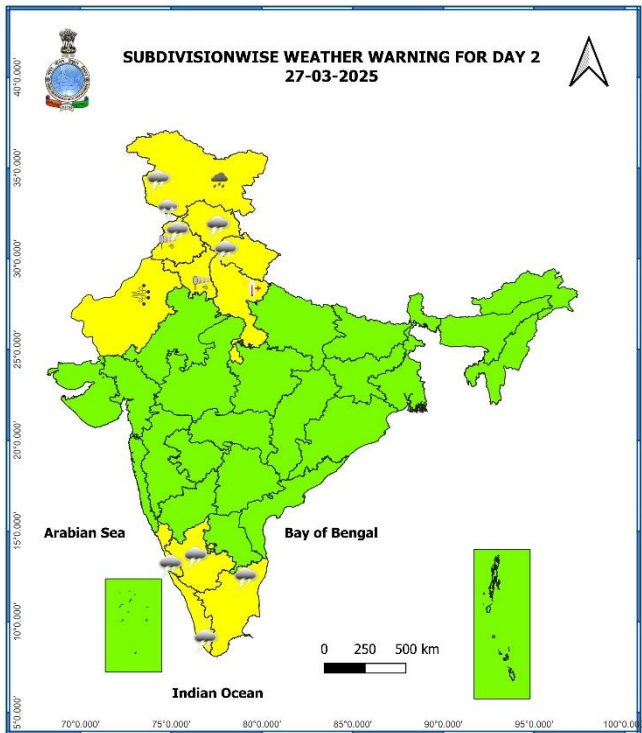 SUBDIVISIONWISE WEATHER WARNING FOR DAY 2
27-03-2025
40°0.000'
35°0.000'
30°0.000'
25°0.000'
20°0.000'
15°0.000'
10°0.000'
5°0.000'
Arabian Sea
Bay of Bengal
0 250 500 km
Indian Ocean
70°0.000' 75°0.000' 80°0.000' 85°0.000' 90°0.000' 95°0.000' 100°0.000'